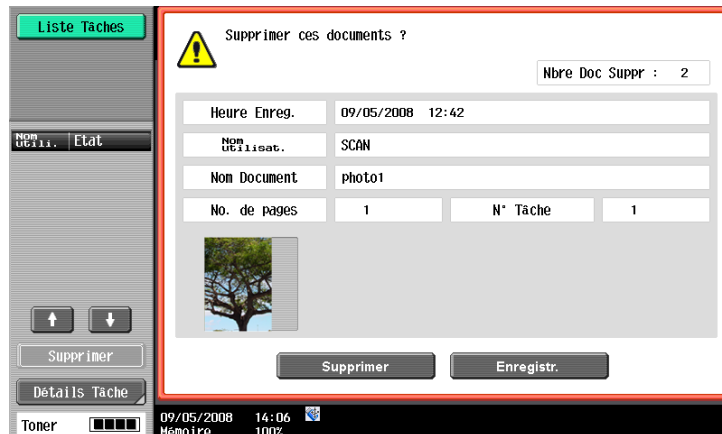 Liste Tâches
Supprimer ces documents ?
Nbre Doc Suppr : 2
Heure Enreg. 09/05/2008 12:42
Nom utili. Etat
Nom utilisat. SCAN
Nom Document photo1
No. de pages 1 N° Tâche 1
Supprimer
Supprimer Enregistr.
Détails Tâche
Toner
09/05/2008 14:06
Mémoire 100%